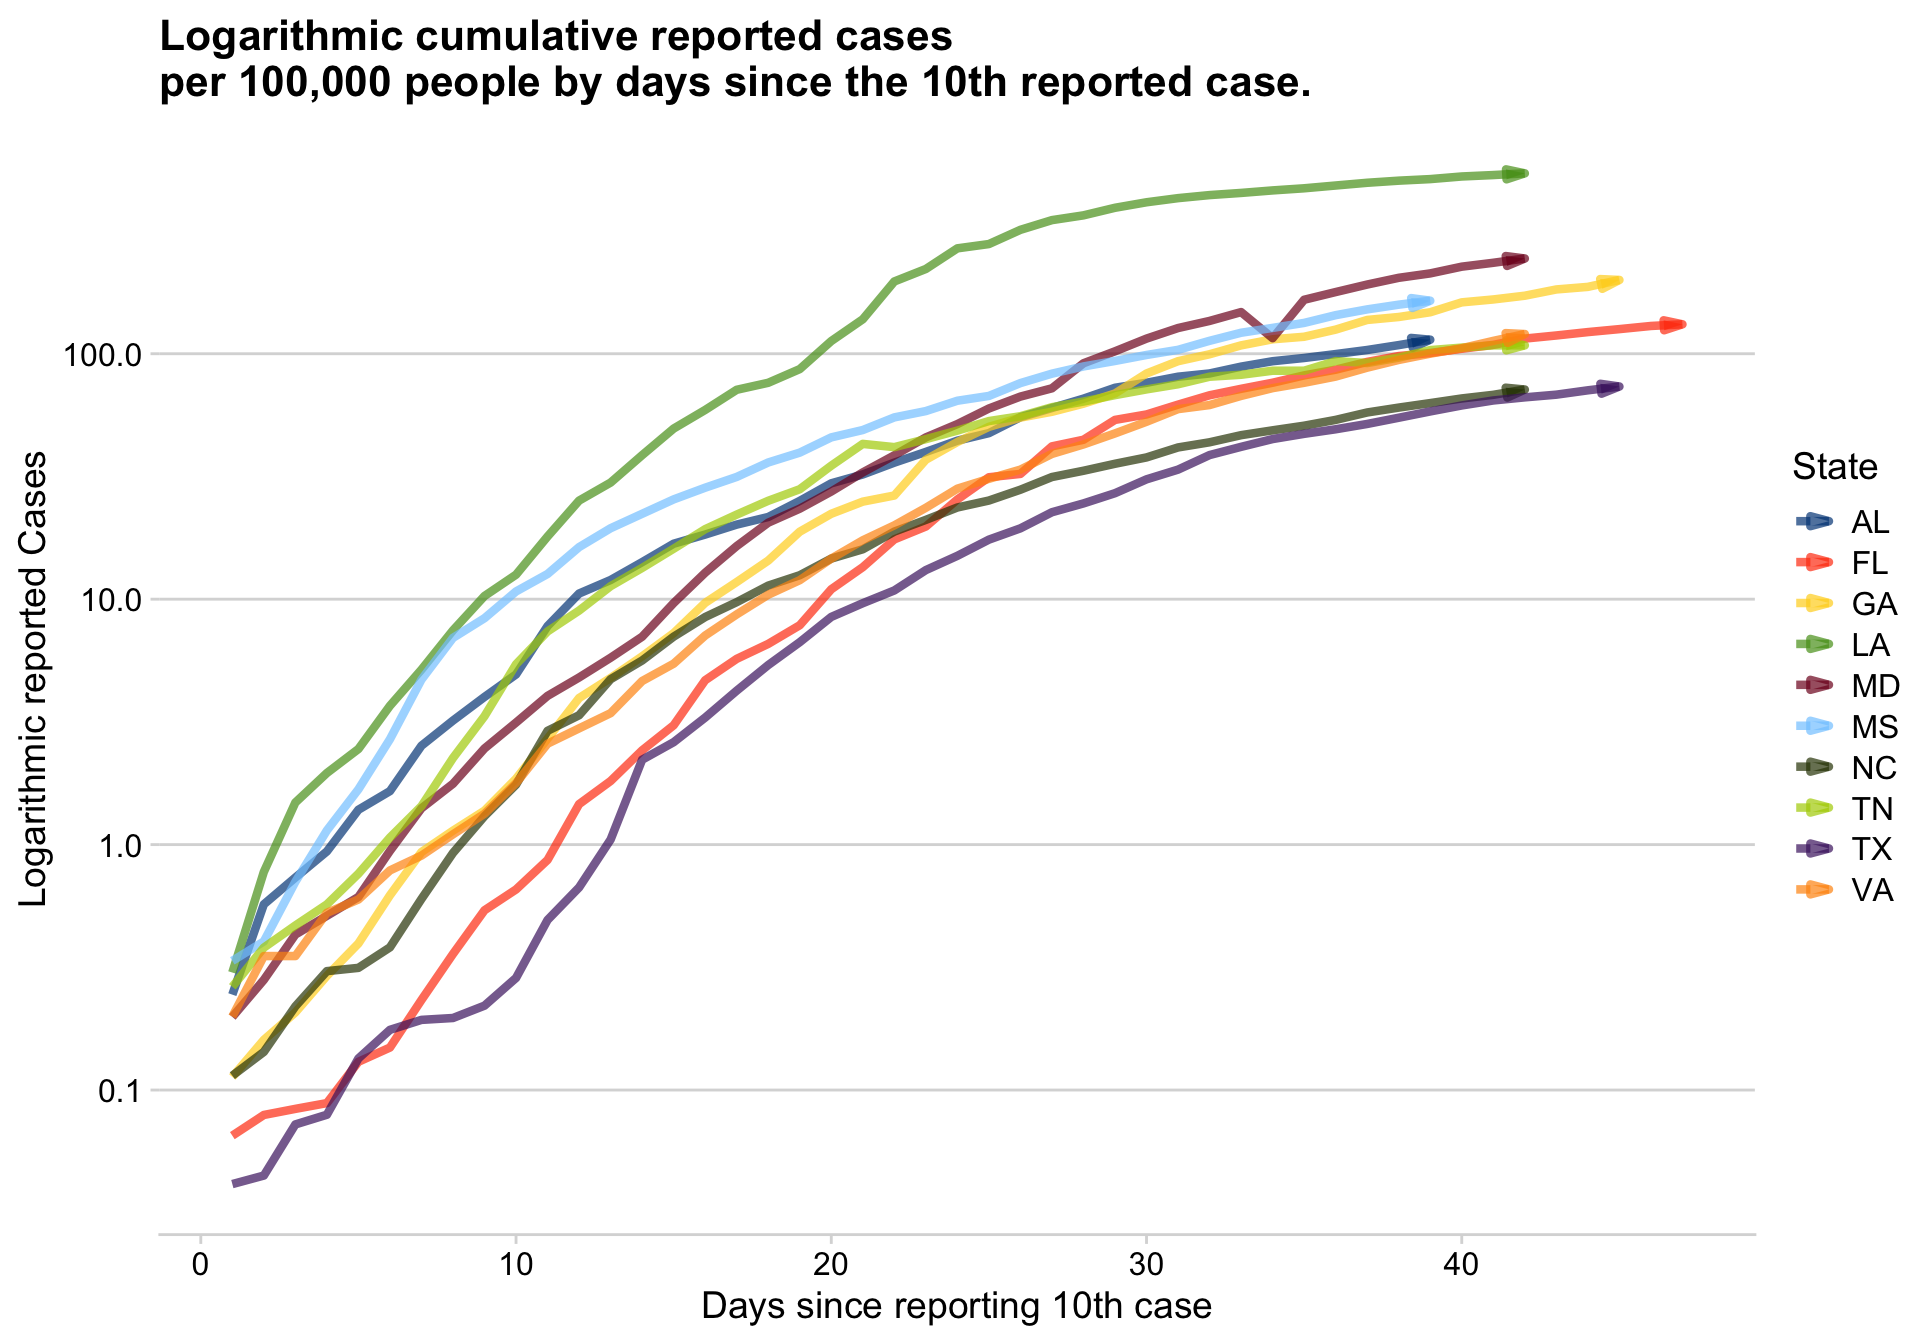 Logarithmic cumulative reported cases
per 100,000 people by days since the 10th reported case.
Logarithmic reported Cases
100.0
10.0
1.0
0.1
0
10
20
30
40
Days since reporting 10th case
State
AL
FL
GA
LA
MD
MS
NC
TN
TX
VA